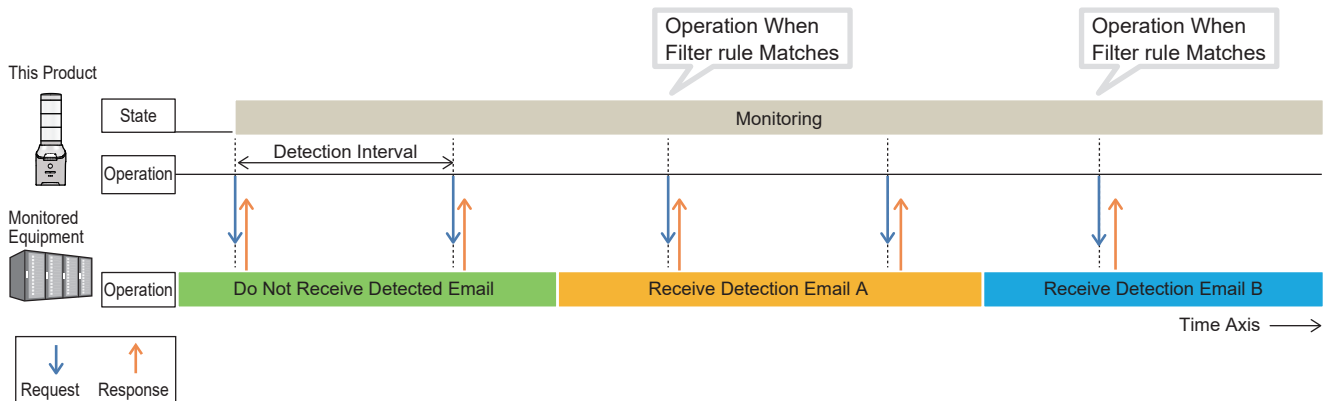 Operation When
Filter rule Matches
Operation When
Filter rule Matches
This Product
State
Monitoring
Detection Interval
Operation
Monitored
Equipment
Operation
Do Not Receive Detected Email
Receive Detection Email A
Receive Detection Email B
Time Axis
Request
Response